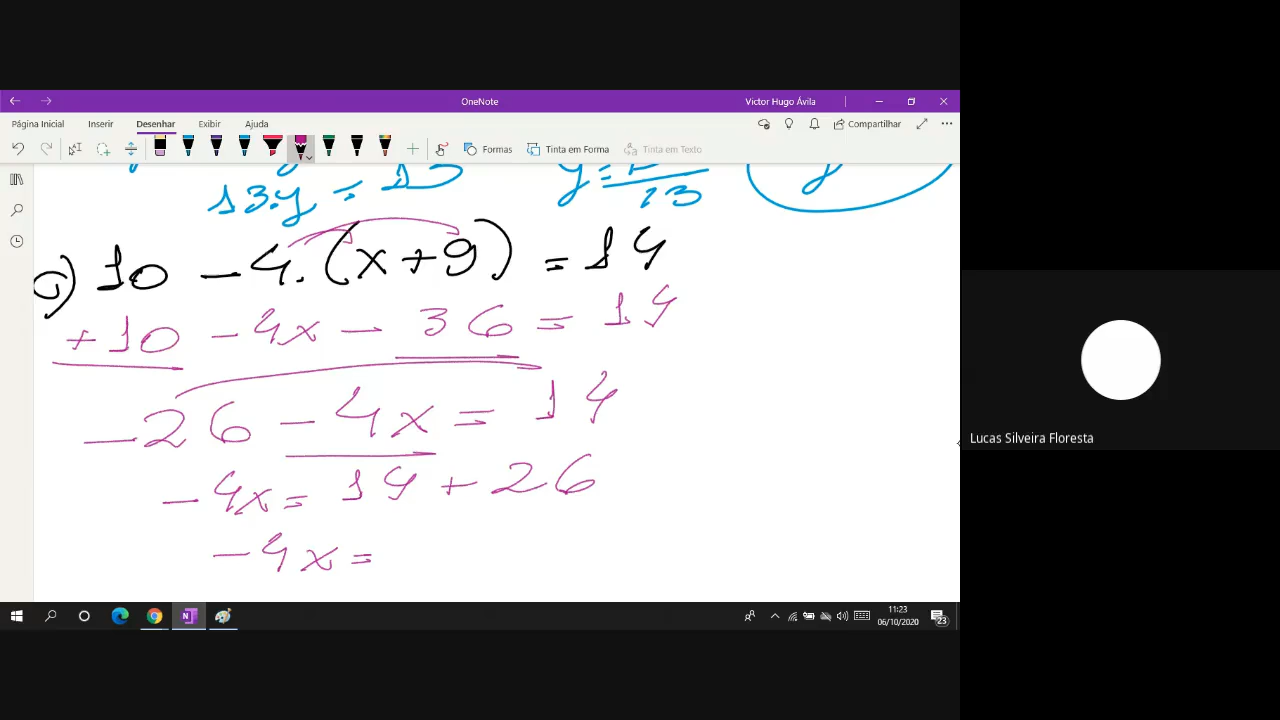 OneNote
Victor Hugo Ávila
Página Inicial Inserir Desenhar Exibir Ajuda
Compartilhar
Formas Tinta em Forma Tinta em Texto
13.y = 13
13
c) 10 - 4.(x+9) = 14
+10 - 4x - 36 = 14
-26 - 4x = 14
-4x = 14 + 26
-4x =
Lucas Silveira Floresta
11:23
06/10/2020
23